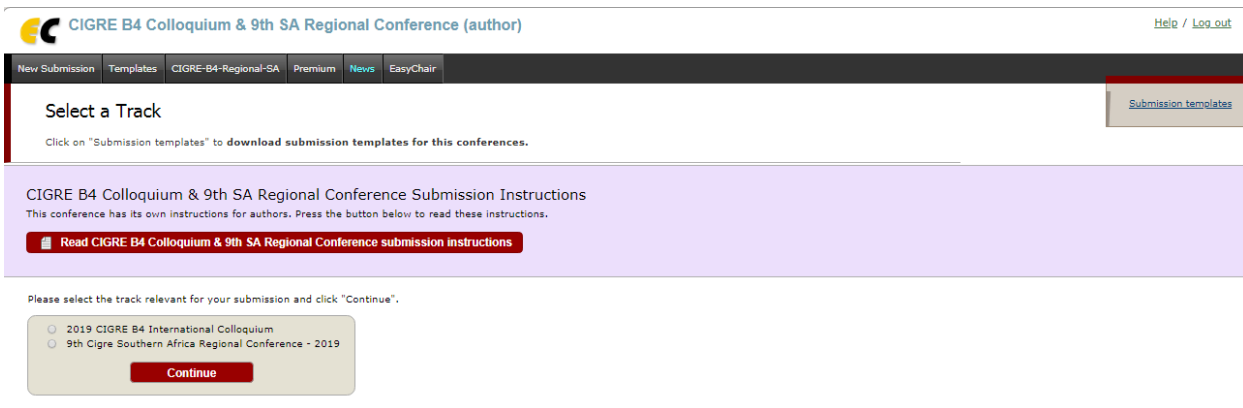 CIGRE B4 Colloquium & 9th SA Regional Conference (author)
Help / Log out
New Submission Templates CIGRE-B4-Regional-SA Premium News EasyChair
Select a Track
Submission templates
Click on "Submission templates" to download submission templates for this conferences.
CIGRE B4 Colloquium & 9th SA Regional Conference Submission Instructions
This conference has its own instructions for authors. Press the button below to read these instructions.
Read CIGRE B4 Colloquium & 9th SA Regional Conference submission instructions
Please select the track relevant for your submission and click "Continue".
2019 CIGRE B4 International Colloquium
9th Cigre Southern Africa Regional Conference - 2019
Continue